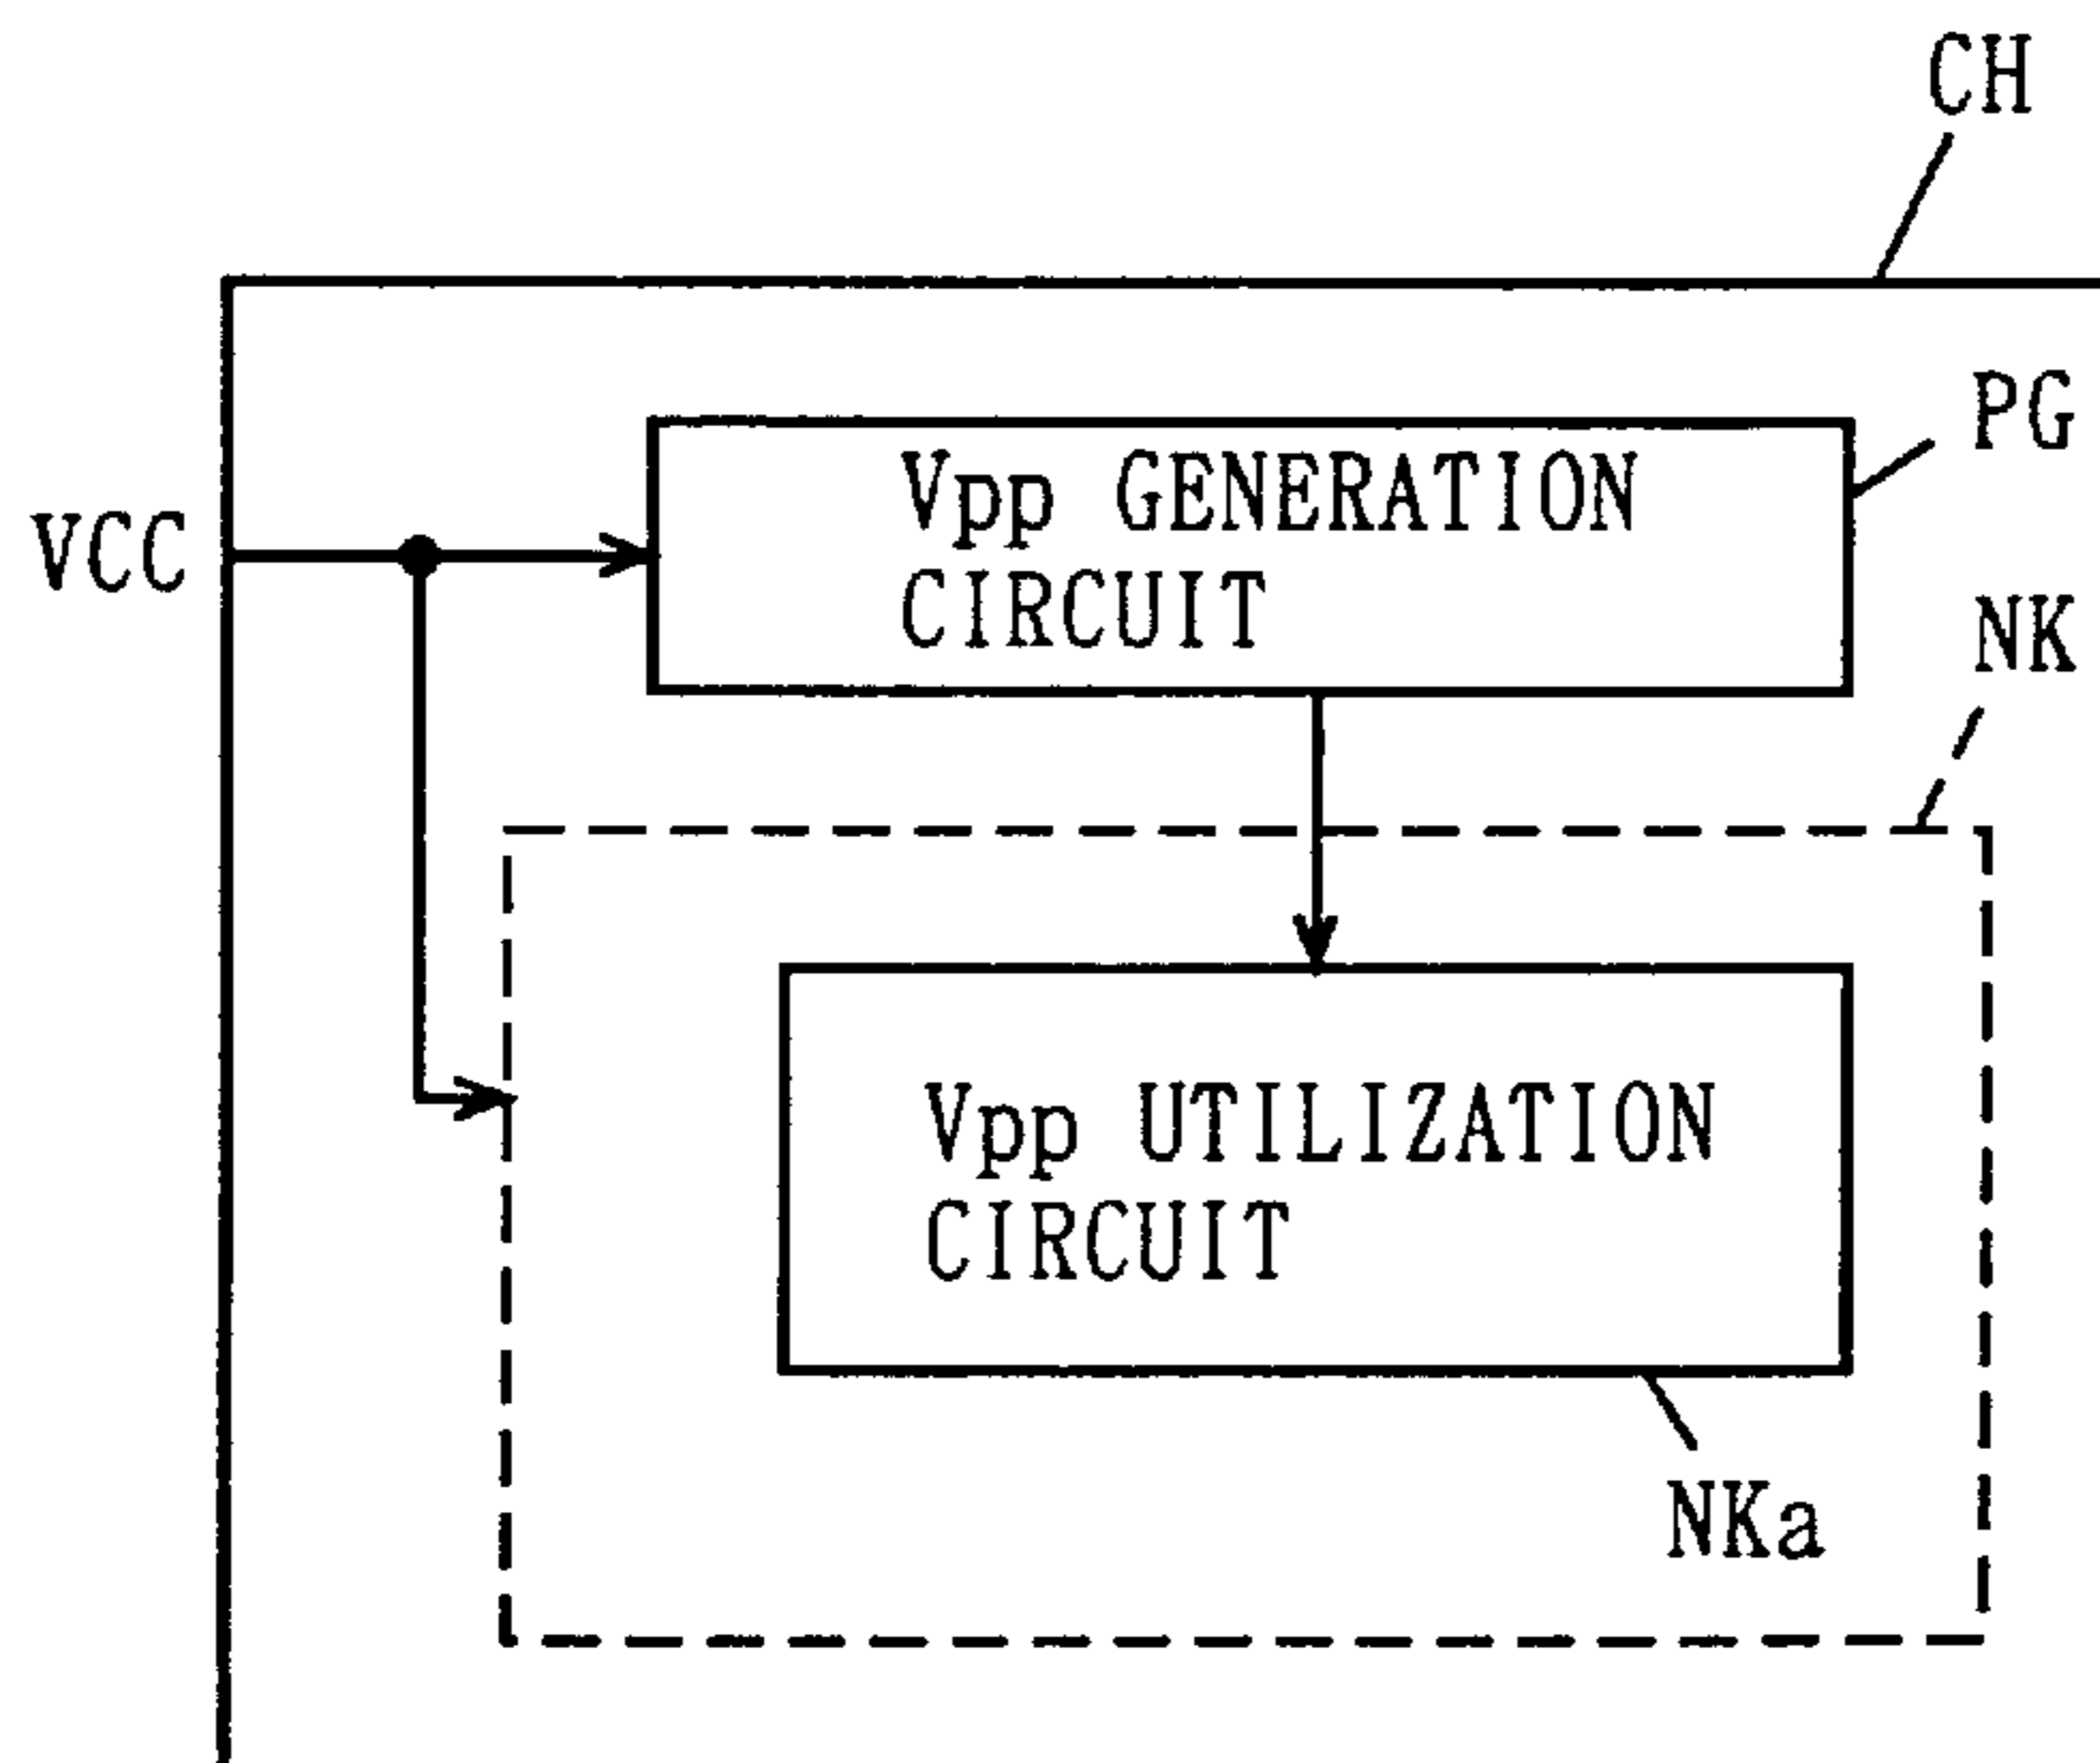 CH
PG
Vpp GENERATION
CIRCUIT
VCC
NK
Vpp UTILIZATION
CIRCUIT
NKa